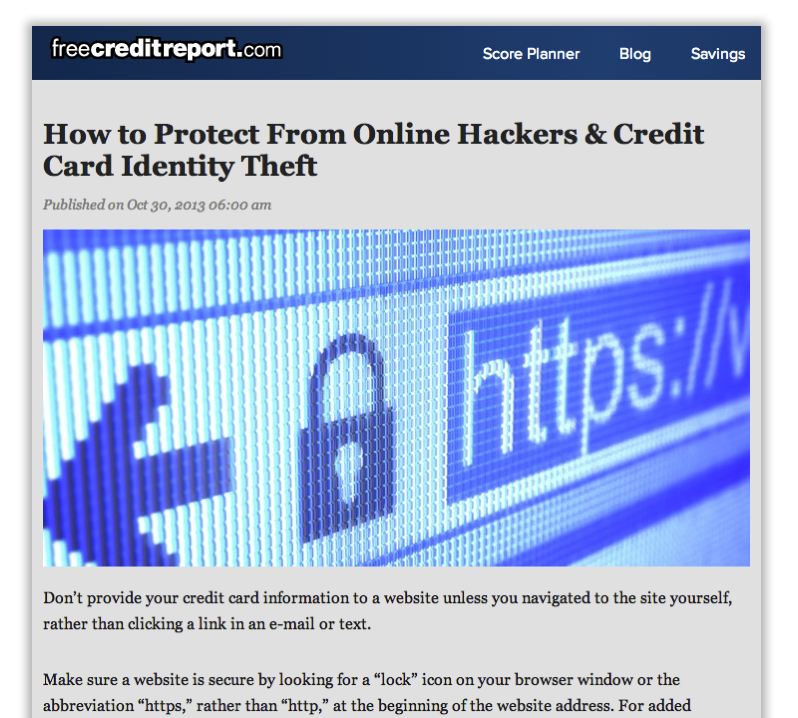 freecreditreport.com
Score Planner Blog Savings
How to Protect From Online Hackers & Credit
Card Identity Theft
Published on Oct 30, 2013 06:00 am
https://
Don’t provide your credit card information to a website unless you navigated to the site yourself,
rather than clicking a link in an e-mail or text.
Make sure a website is secure by looking for a “lock” icon on your browser window or the
abbreviation “https,” rather than “http,” at the beginning of the website address. For added